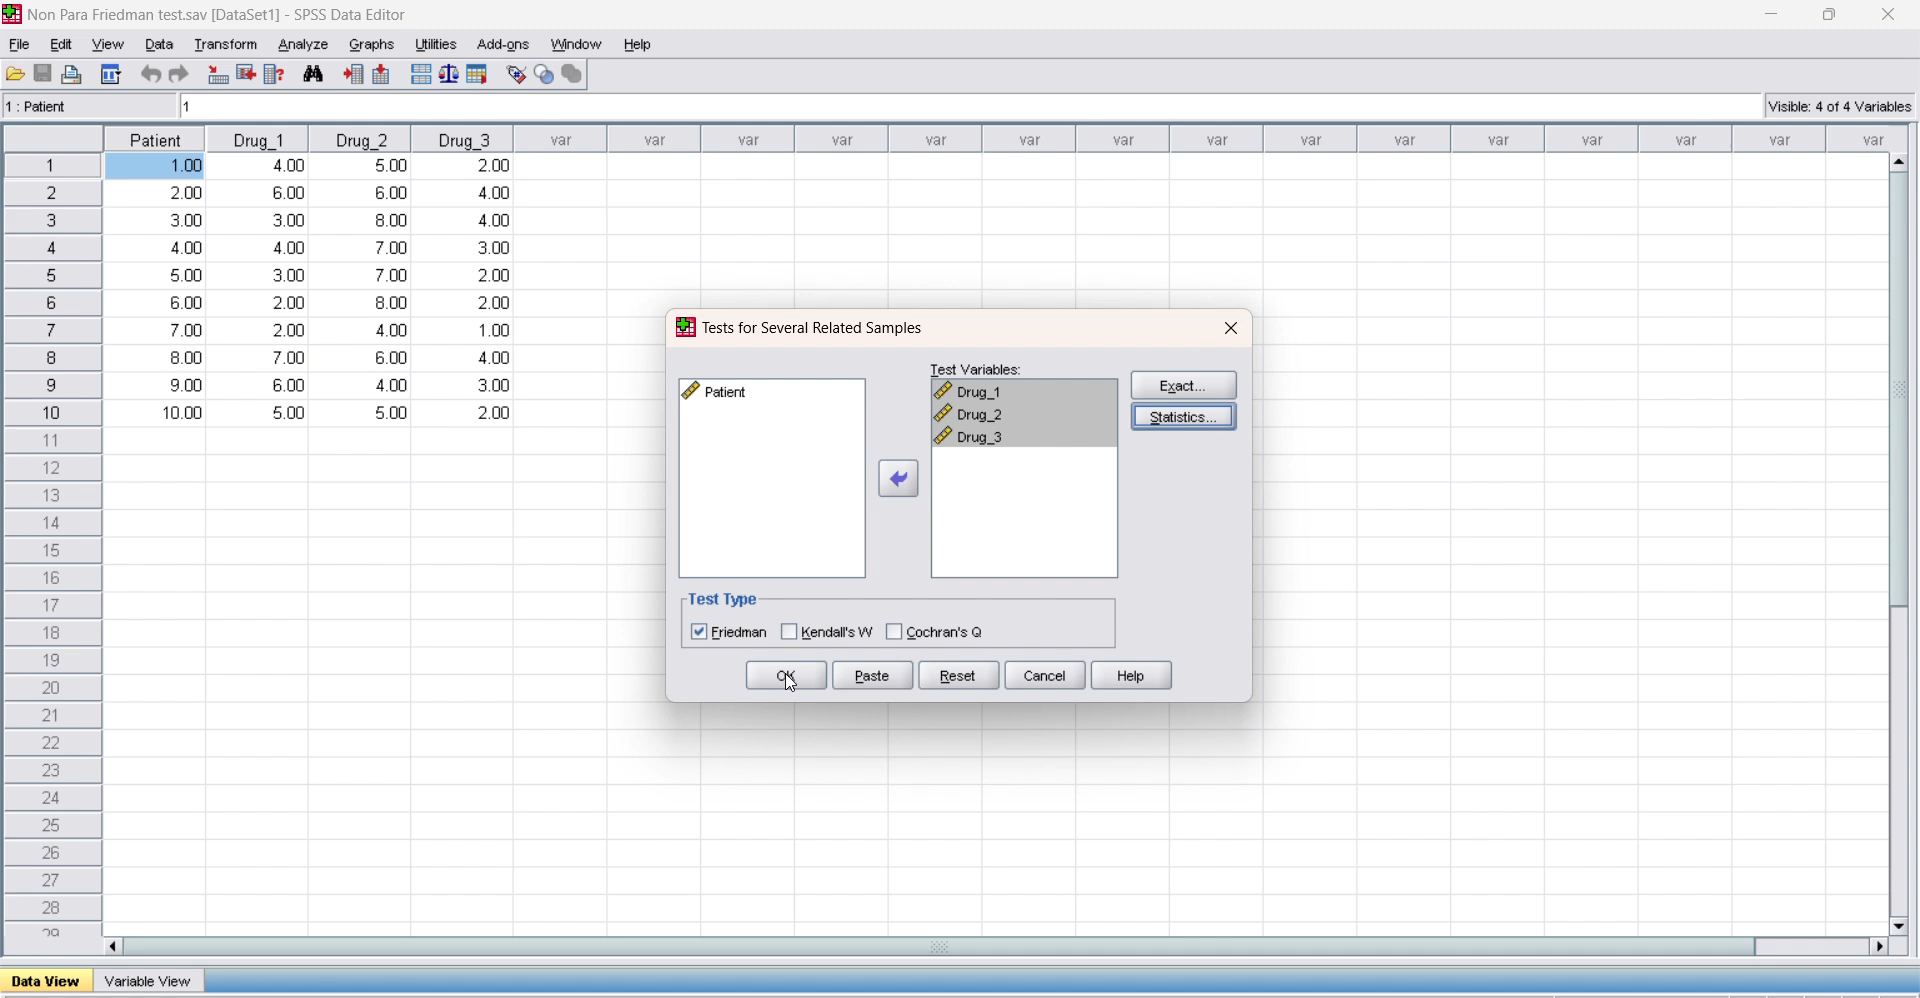 Non Para Friedman test.sav [DataSet1] - SPSS Data Editor
File Edit View Data Transform Analyze Graphs Utilities Add-ons Window Help
1 : Patient 1 Visible: 4 of 4 Variables
Patient Drug_1 Drug_2 Drug_3 var var var var var var var var var var var var var var var
1 1.00 4.00 5.00 2.00
2 2.00 6.00 6.00 4.00
3 3.00 3.00 8.00 4.00
4 4.00 4.00 7.00 3.00
5 5.00 3.00 7.00 2.00
6 6.00 2.00 8.00 2.00
7 7.00 2.00 4.00 1.00
8 8.00 7.00 6.00 4.00
9 9.00 6.00 4.00 3.00
10 10.00 5.00 5.00 2.00
11
12
13
14
15
16
17
18
19
20
21
22
23
24
25
26
27
28
29
Tests for Several Related Samples
Test Variables:
Patient
Drug_1
Drug_2
Drug_3
Exact...
Statistics...
Test Type
Friedman Kendall's W Cochran's Q
OK Paste Reset Cancel Help
Data View Variable View